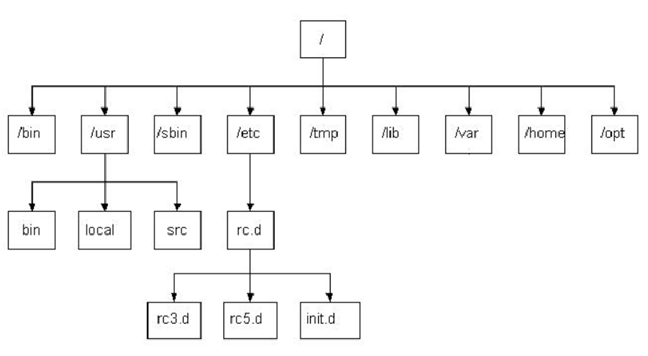 /
/bin /usr /sbin /etc /tmp /lib /var /home /opt
bin local src rc.d
rc3.d rc5.d init.d